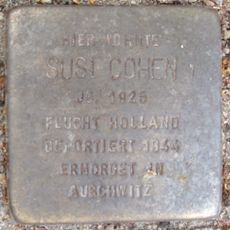 HIER WOHNTE
SUSI COHEN
JG. 1925
FLUCHT HOLLAND
DEPORTIERT 1944
ERMORDET IN
AUSCHWITZ